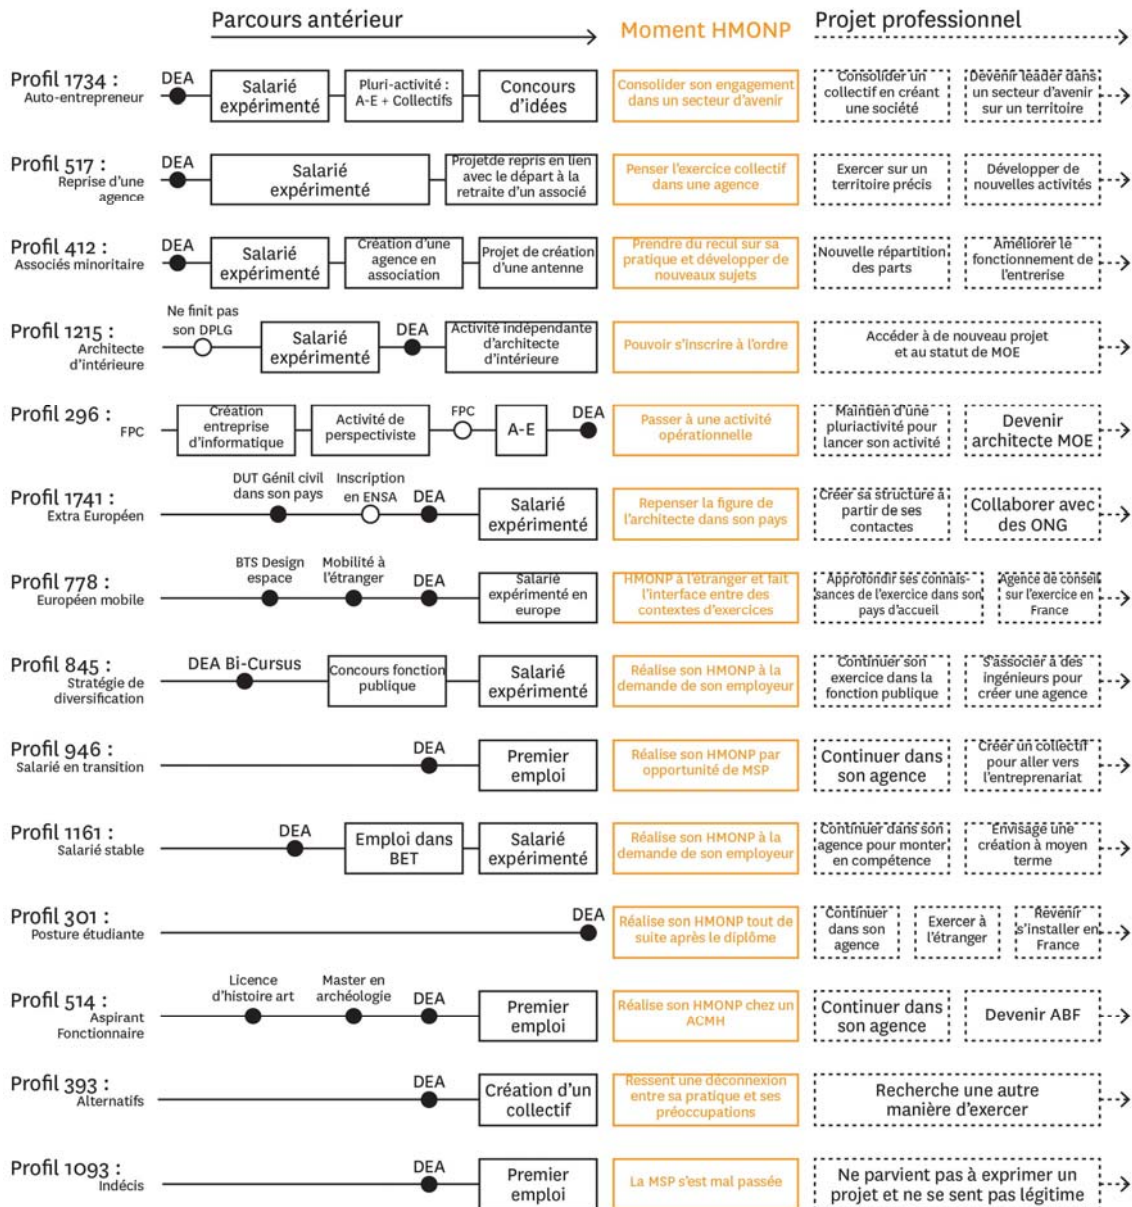 Parcours antérieur
Moment HMONP
Projet professionnel
Profil 1734 :
Auto-entrepreneur
DEA
Salarié
expérimenté
Pluri-activité :
A-E + Collectifs
Concours
d'idées
Consolider son engagement
dans un secteur d'avenir
Consolider un
collectif en créant
une société
Devenir leader dans
un secteur d'avenir
sur un territoire
Profil 517 :
Reprise d'une
agence
DEA
Salarié
expérimenté
Projetde repris en lien
avec le départ à la
retraite d'un associé
Penser l'exercice collectif
dans une agence
Exercer sur un
territoire précis
Développer de
nouvelles activités
Profil 412 :
Associés minoritaire
DEA
Salarié
expérimenté
Création d'une
agence en
association
Projet de création
d'une antenne
Prendre du recul sur sa
pratique et développer de
nouveaux sujets
Nouvelle répartition
des parts
Améliorer le
fonctionnement de
l'entrerise
Profil 1215 :
Architecte
d'intérieure
Ne finit pas
son DPLG
Salarié
expérimenté
DEA
Activité indépendante
d'architecte
d'intérieure
Pouvoir s'inscrire à l'ordre
Accéder à de nouveau projet
et au statut de MOE
Profil 296 :
FPC
Création
entreprise
d'informatique
Activité de
perspectiviste
FPC
A-E
DEA
Passer à une activité
opérationnelle
Maintien d'une
pluriactivité pour
lancer son activité
Devenir
architecte MOE
Profil 1741 :
Extra Européen
DUT Génil civil
dans son pays
Inscription
en ENSA
DEA
Salarié
expérimenté
Repenser la figure de
l'architecte dans son pays
Créer sa structure à
partir de ses
contactes
Collaborer avec
des ONG
Profil 778 :
Européen mobile
BTS Design
espace
Mobilité à
l'étranger
DEA
Salarié
expérimenté en
europe
HMONP à l'étranger et fait
l'interface entre des
contextes d'exercices
Approfondir ses connais-
sances de l'exercice dans son
pays d'accueil
Agence de conseil
sur l'exercice en
France
Profil 845 :
Stratégie de
diversification
DEA Bi-Cursus
Concours fonction
publique
Salarié
expérimenté
Réalise son HMONP à la
demande de son employeur
Continuer son
exercice dans la
fonction publique
S'associer à des
ingénieurs pour
créer une agence
Profil 946 :
Salarié en transition
DEA
Premier
emploi
Réalise son HMONP par
opportunité de MSP
Continuer dans
son agence
Créer un collectif
pour aller vers
l'entreprenariat
Profil 1161 :
Salarié stable
DEA
Emploi dans
BET
Salarié
expérimenté
Réalise son HMONP à la
demande de son employeur
Continuer dans son
agence pour monter
en compétence
Envisage une
création à moyen
terme
Profil 301 :
Posture étudiante
DEA
Réalise son HMONP tout de
suite après le diplôme
Continuer
dans son
agence
Exercer à
l'étranger
Revenir
s'installer en
France
Profil 514 :
Aspirant
Fonctionnaire
Licence
d'histoire art
Master en
archéologie
DEA
Premier
emploi
Réalise son HMONP chez un
ACMH
Continuer dans
son agence
Devenir ABF
Profil 393 :
Alternatifs
DEA
Création d'un
collectif
Ressent une déconnexion
entre sa pratique et ses
préoccupations
Recherche une autre
manière d'exercer
Profil 1093 :
Indécis
DEA
Premier
emploi
La MSP s'est mal passée
Ne parvient pas à exprimer un
projet et ne se sent pas légitime